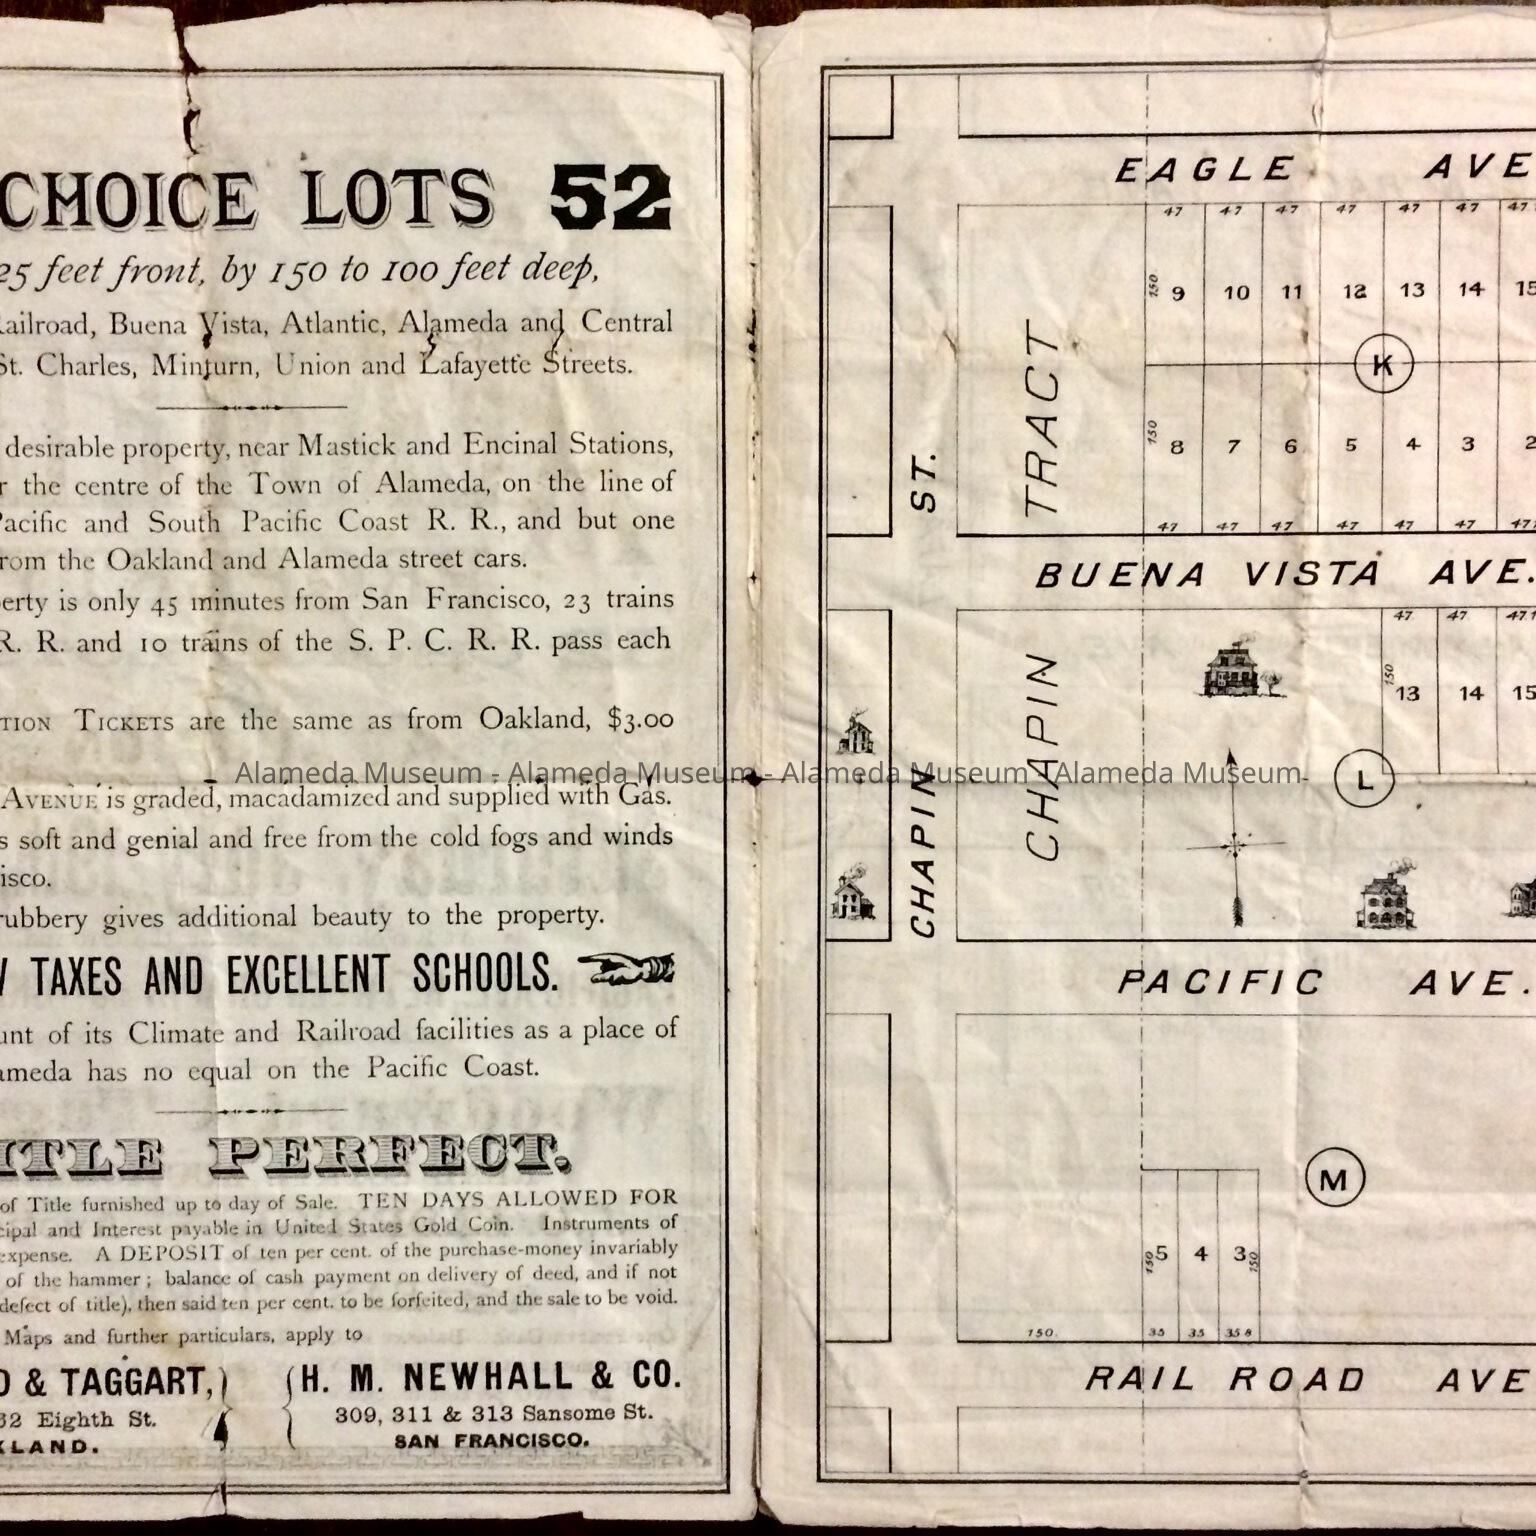 CHOICE LOTS 52
25 feet front, by 150 to 100 feet deep,
Railroad, Buena Vista, Atlantic, Alameda and Central
St. Charles, Minturn, Union and Lafayette Streets.
desirable property, near Mastick and Encinal Stations,
r the centre of the Town of Alameda, on the line of
Pacific and South Pacific Coast R. R., and but one
rom the Oakland and Alameda street cars.
erty is only 45 minutes from San Francisco, 23 trains
R. R. and 10 trains of the S. P. C. R. R. pass each
TION TICKETS are the same as from Oakland, $3.00
Alameda Museum - Alameda Museum - Alameda Museum - Alameda Museum-
AVENUE is graded, macadamized and supplied with Gas.
s soft and genial and free from the cold fogs and winds
isco.
rubbery gives additional beauty to the property.
W TAXES AND EXCELLENT SCHOOLS.
unt of its Climate and Railroad facilities as a place of
ameda has no equal on the Pacific Coast.
ITLE PERFECT.
of Title furnished up to day of Sale. TEN DAYS ALLOWED FOR
cipal and Interest payable in United States Gold Coin. Instruments of
expense. A DEPOSIT of ten per cent. of the purchase-money invariably
of the hammer; balance of cash payment on delivery of deed, and if not
defect of title), then said ten per cent. to be forfeited, and the sale to be void.
Maps and further particulars, apply to
D & TAGGART,
62 Eighth St.
KLAND.
H. M. NEWHALL & CO.
309, 311 & 313 Sansome St.
SAN FRANCISCO.
EAGLE AVE
47 47 47 47 47 47 47
150 9 10 11 12 13 14 15
K
150 8 7 6 5 4 3 2
47 47 47 47 47 47 47
BUENA VISTA AVE.
47 47 47
150 13 14 15
L
CHAPIN ST.
CHAPIN TRACT
PACIFIC AVE.
M
150 5 4 3 150
150 35 35 35 8
RAIL ROAD AVE